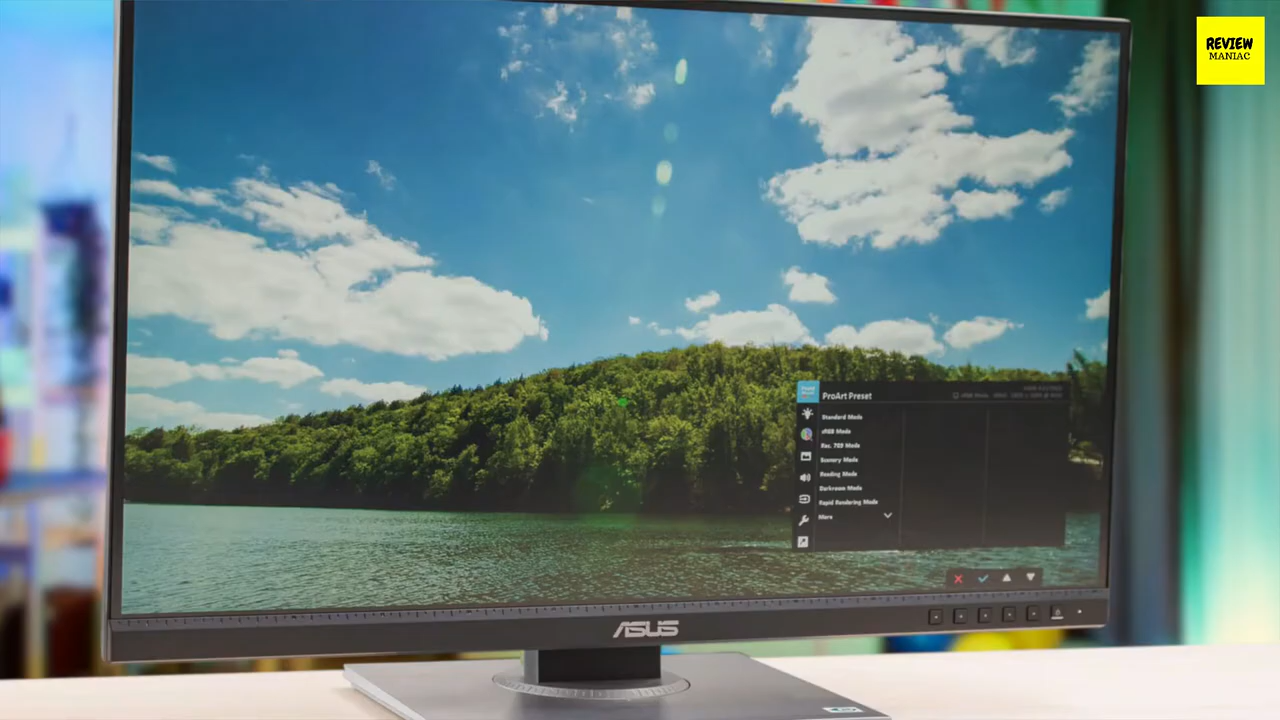 REVIEW
MANIAC
ProArt Preset
Standard Mode
sRGB Mode
Rec. 709 Mode
Scenery Mode
Reading Mode
Darkroom Mode
Rapid Rendering Mode
More
ASUS